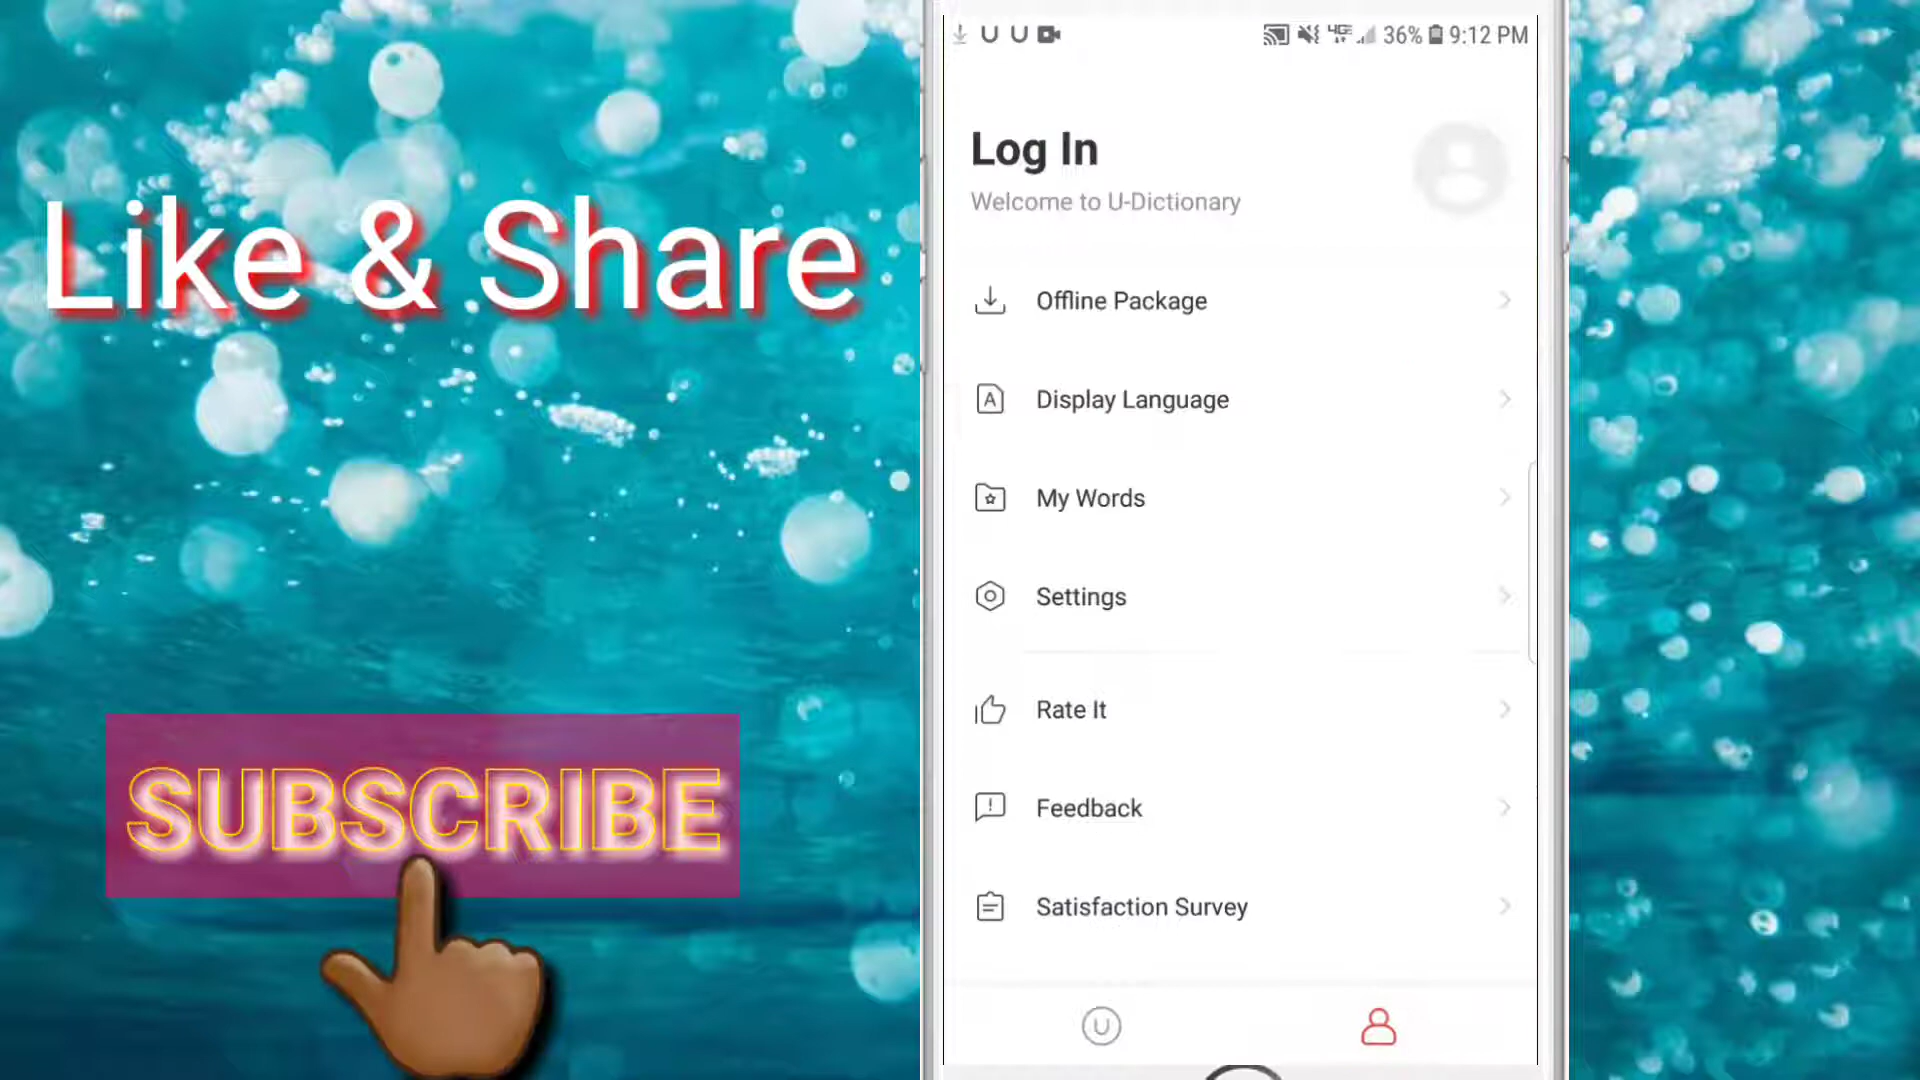 Like & Share
SUBSCRIBE
U U 4GE 36% 9:12 PM
Log In
Welcome to U-Dictionary
Offline Package
A Display Language
My Words
Settings
Rate It
Feedback
Satisfaction Survey
U